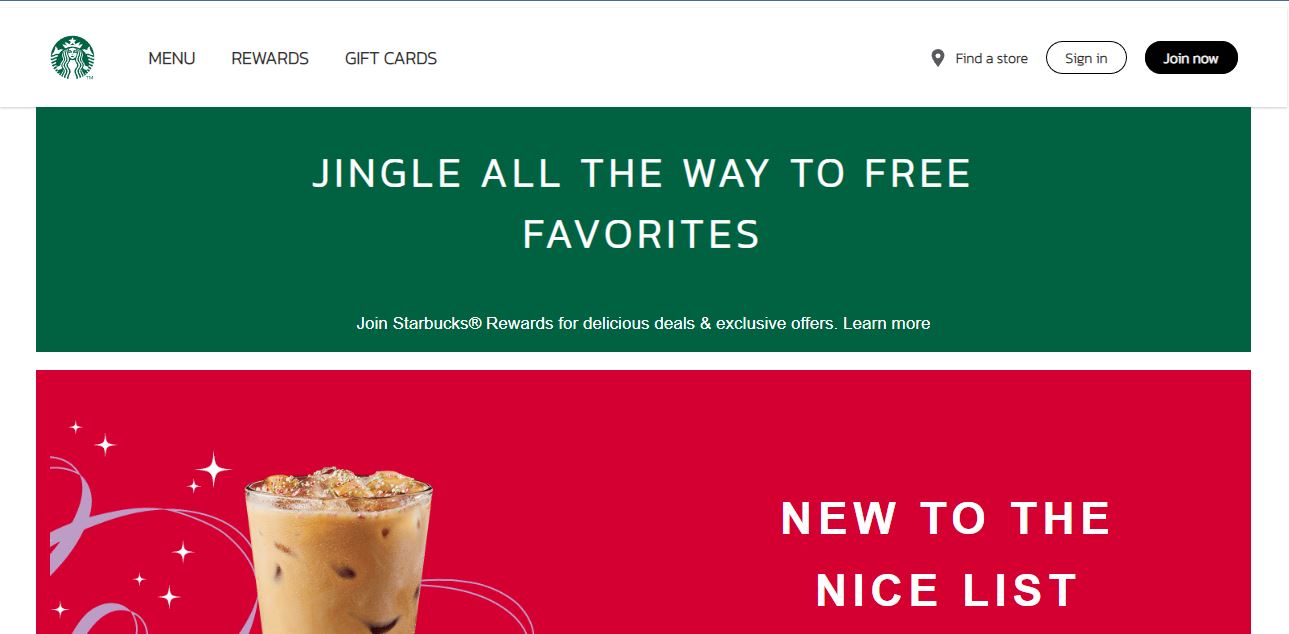 MENU REWARDS GIFT CARDS Find a store Sign in Join now
JINGLE ALL THE WAY TO FREE
FAVORITES
Join Starbucks® Rewards for delicious deals & exclusive offers. Learn more
NEW TO THE
NICE LIST